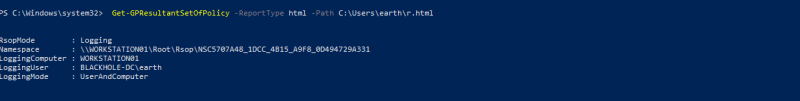 PS C:\Windows\system32> Get-GPResultantSetOfPolicy -ReportType html -Path C:\Users\earth\r.html
RsopMode : Logging
Namespace : \\WORKSTATION01\Root\Rsop\NSC5707A48_1DCC_4B15_A9F8_0D494729A331
LoggingComputer : WORKSTATION01
LoggingUser : BLACKHOLE-DC\earth
LoggingMode : UserAndComputer